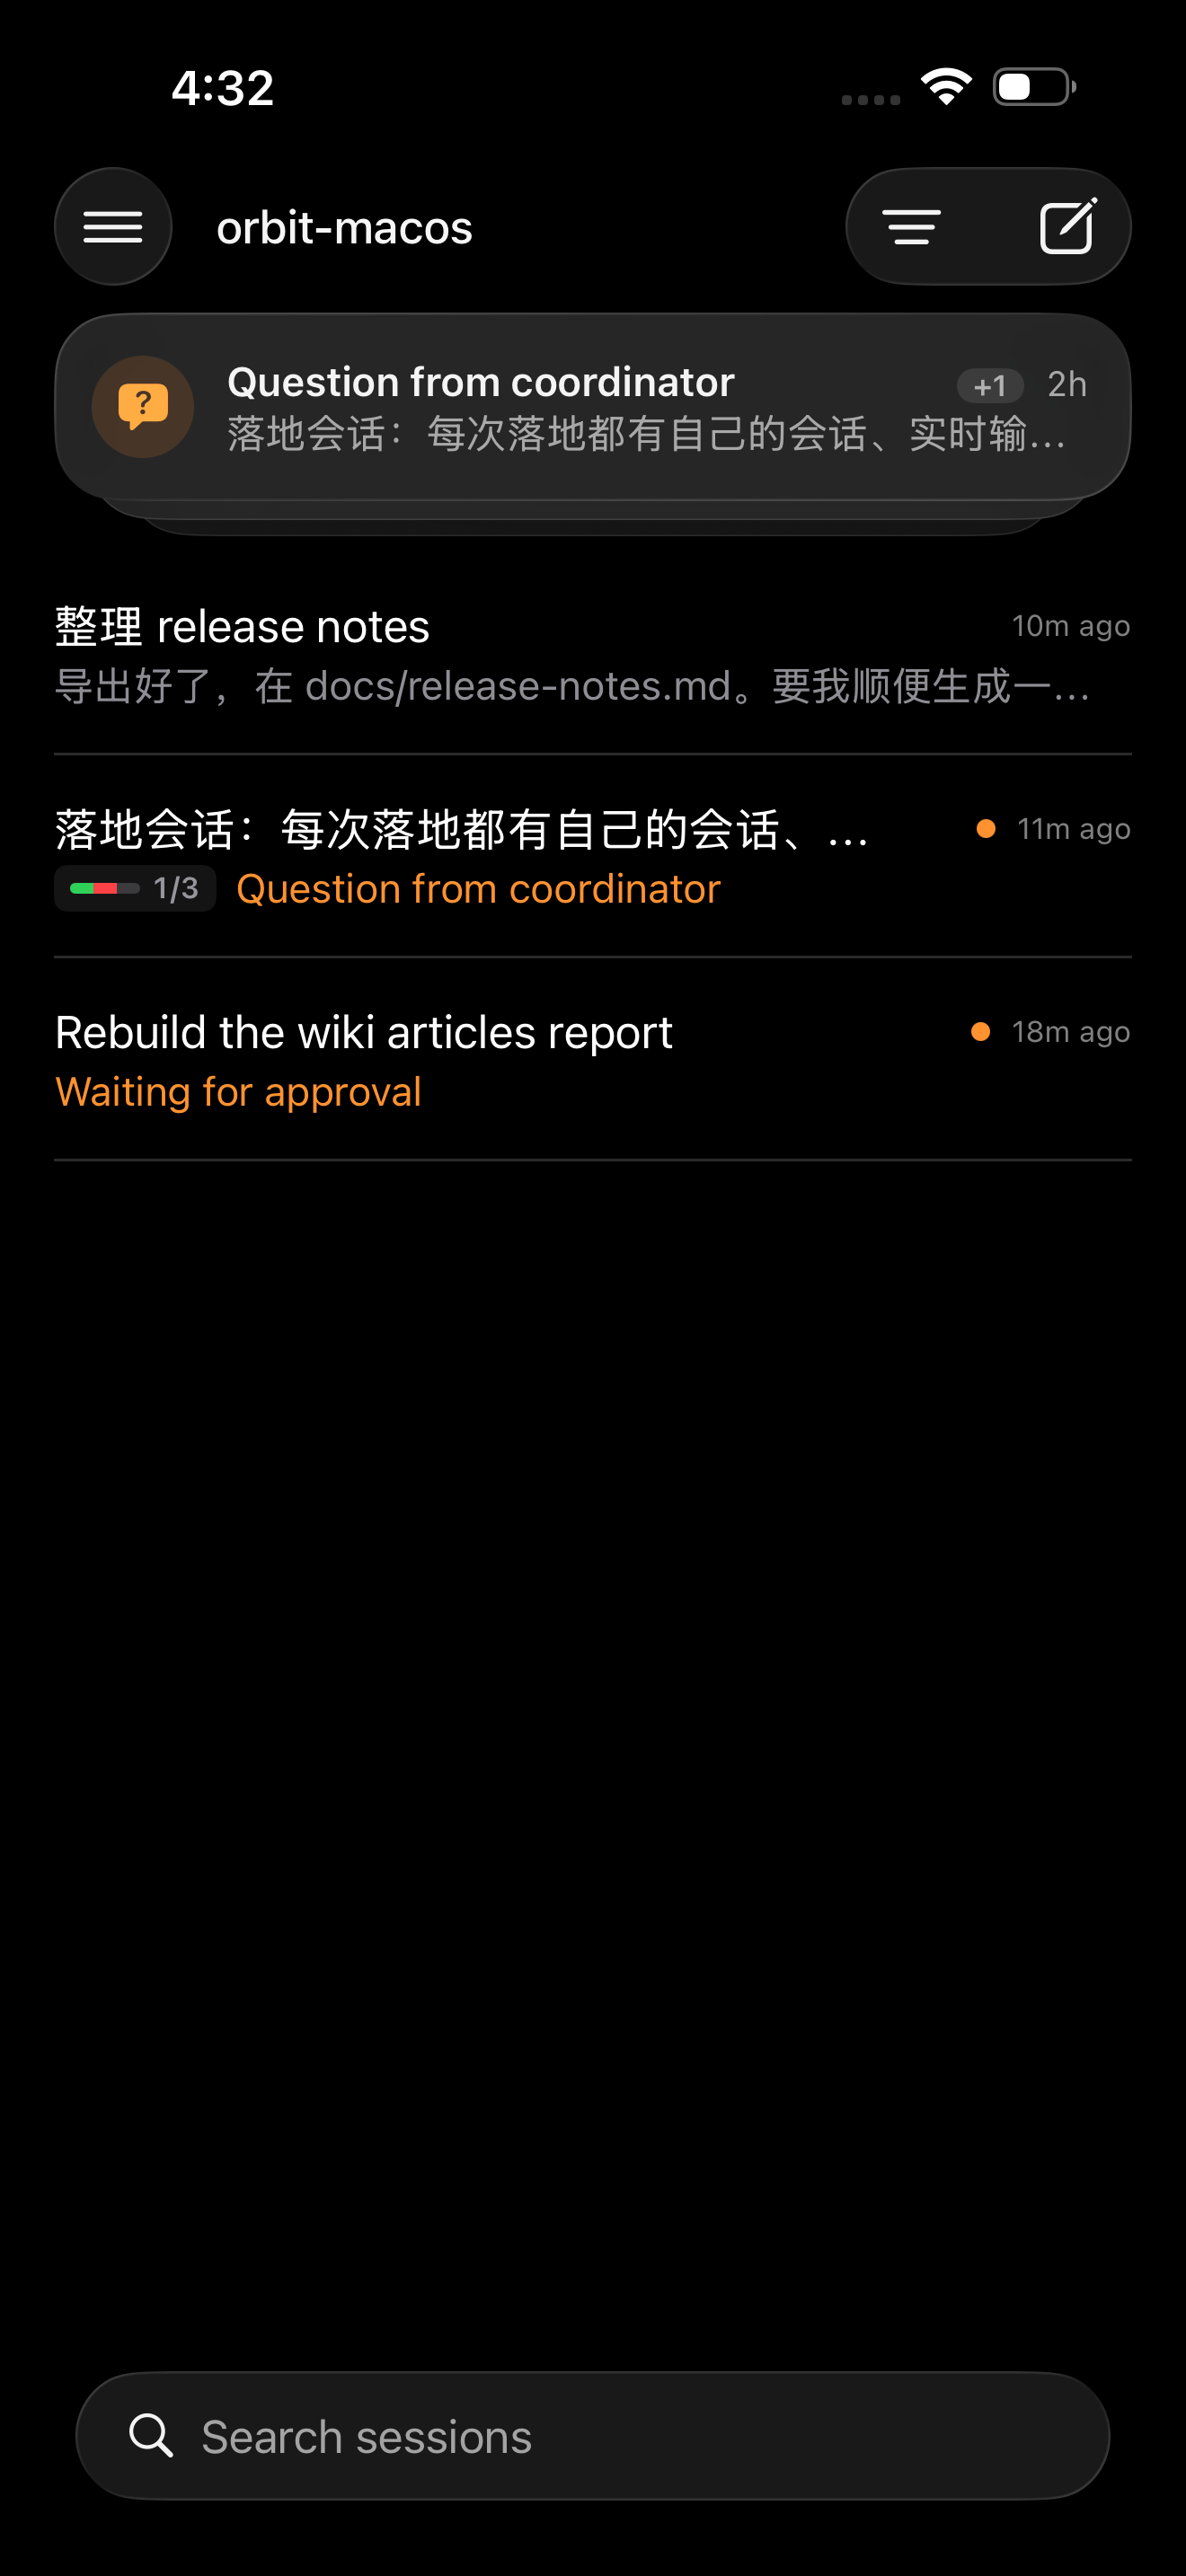 4:32
orbit-macos
Question from coordinator +1 2h
落地会话：每次落地都有自己的会话、实时输...
整理 release notes 10m ago
导出好了，在 docs/release-notes.md。要我顺便生成一...
落地会话：每次落地都有自己的会话、... 11m ago
1/3 Question from coordinator
Rebuild the wiki articles report 18m ago
Waiting for approval
Search sessions